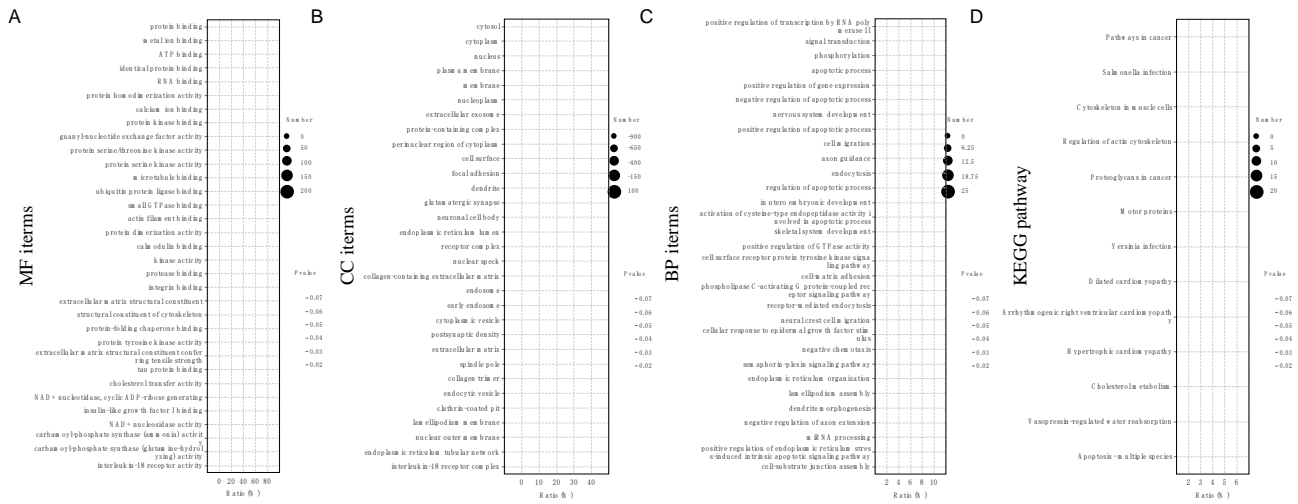 A
protein binding
metal ion binding
ATP binding
identical protein binding
RNA binding
protein homodimerization activity
calcium ion binding
protein kinase binding
guanyl-nucleotide exchange factor activity
protein serine/threonine kinase activity
protein serine kinase activity
microtubule binding
ubiquitin protein ligase binding
small GTPase binding
actin filament binding
protein dimerization activity
calmodulin binding
kinase activity
protease binding
integrin binding
extracellular matrix structural constituent
structural constituent of cytoskeleton
protein-folding chaperone binding
protein tyrosine kinase activity
extracellular matrix structural constituent confer
ring tensile strength
tau protein binding
cholesterol transfer activity
NAD+ nucleotidase, cyclic ADP-ribose generating
insulin-like growth factor I binding
NAD+ nucleosidase activity
carbamoyl-phosphate synthase (ammonia) activit
y
carbamoyl-phosphate synthase (glutamine-hydrol
yzing) activity
interleukin-18 receptor activity
MF iterms
0 20 40 60 80
Ratio(%)
Number
0
50
100
150
200
Pvalue
-0.07
-0.06
-0.05
-0.04
-0.03
-0.02
B
cytosol
cytoplasm
nucleus
plasma membrane
membrane
nucleoplasm
extracellular exosome
protein-containing complex
perinuclear region of cytoplasm
cell surface
focal adhesion
dendrite
glutamatergic synapse
neuronal cell body
endoplasmic reticulum lumen
receptor complex
nuclear speck
collagen-containing extracellular matrix
endosome
early endosome
cytoplasmic vesicle
postsynaptic density
extracellular matrix
spindle pole
collagen trimer
endocytic vesicle
clathrin-coated pit
lamellipodium membrane
nuclear outer membrane
endoplasmic reticulum tubular network
interleukin-18 receptor complex
CC iterms
0 10 20 30 40
Ratio(%)
Number
-900
-650
-400
-150
100
Pvalue
-0.07
-0.06
-0.05
-0.04
-0.03
-0.02
C
positive regulation of transcription by RNA poly
merase II
signal transduction
phosphorylation
apoptotic process
positive regulation of gene expression
negative regulation of apoptotic process
nervous system development
positive regulation of apoptotic process
cell migration
axon guidance
endocytosis
regulation of apoptotic process
in utero embryonic development
activation of cysteine-type endopeptidase activity i
nvolved in apoptotic process
skeletal system development
positive regulation of GTPase activity
cell surface receptor protein tyrosine kinase signa
ling pathway
cell-matrix adhesion
phospholipase C-activating G protein-coupled rec
eptor signaling pathway
receptor-mediated endocytosis
neural crest cell migration
cellular response to epidermal growth factor stim
ulus
negative chemotaxis
semaphorin-plexin signaling pathway
endoplasmic reticulum organization
lamellipodium assembly
dendrite morphogenesis
negative regulation of axon extension
miRNA processing
positive regulation of endoplasmic reticulum stres
s-induced intrinsic apoptotic signaling pathway
cell-substrate junction assembly
BP iterms
2 4 6 8 10
Ratio(%)
Number
0
6.25
12.5
18.75
25
Pvalue
-0.07
-0.06
-0.05
-0.04
-0.03
-0.02
D
Pathways in cancer
Salmonella infection
Cytoskeleton in muscle cells
Regulation of actin cytoskeleton
Proteoglycans in cancer
Motor proteins
Yersinia infection
Dilated cardiomyopathy
Arrhythmogenic right ventricular cardiomyopath
y
Hypertrophic cardiomyopathy
Cholesterol metabolism
Vasopressin-regulated water reabsorption
Apoptosis - multiple species
KEGG pathway
1 2 3 4 5 6
Ratio(%)
Number
0
5
10
15
20
Pvalue
-0.07
-0.06
-0.05
-0.04
-0.03
-0.02